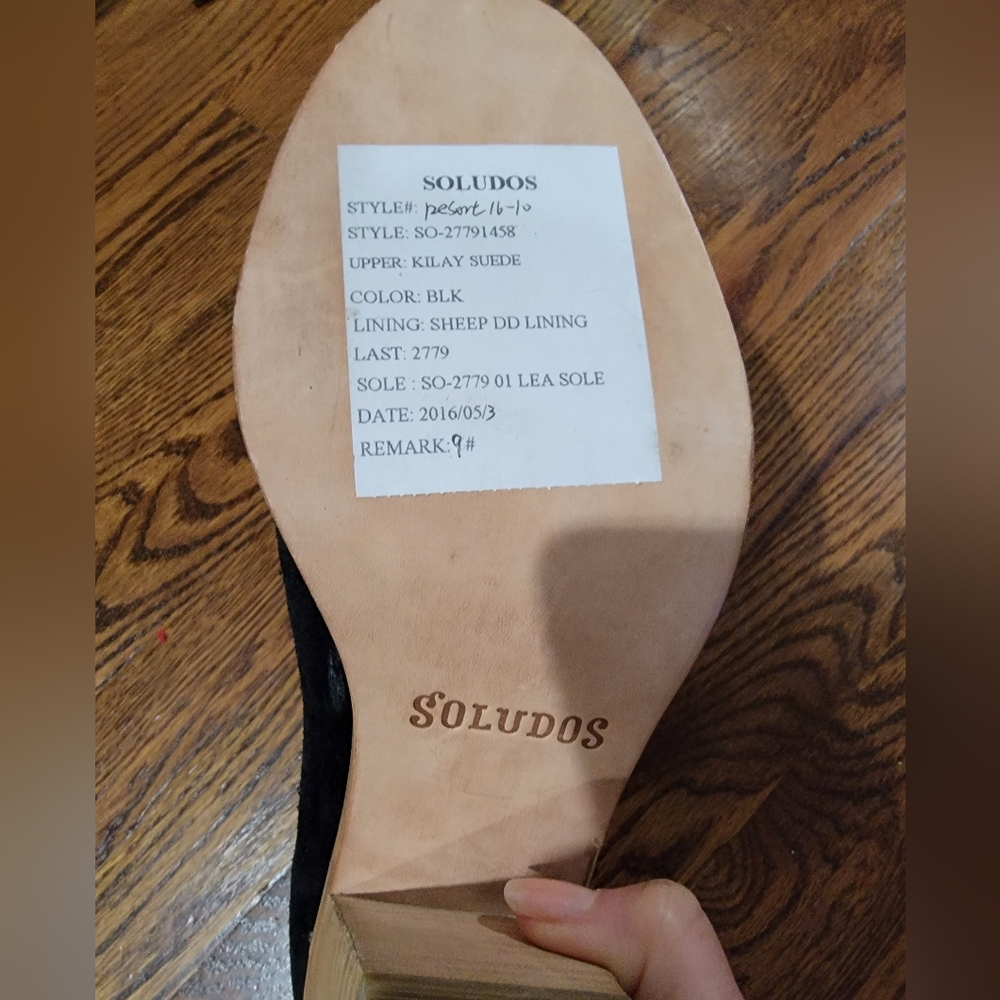 SOLUDOS
STYLE#: pesort 16-10
STYLE: SO-27791458
UPPER: KILAY SUEDE
COLOR: BLK
LINING: SHEEP DD LINING
LAST: 2779
SOLE : SO-2779 01 LEA SOLE
DATE: 2016/05/3
REMARK:9#
SOLUDOS